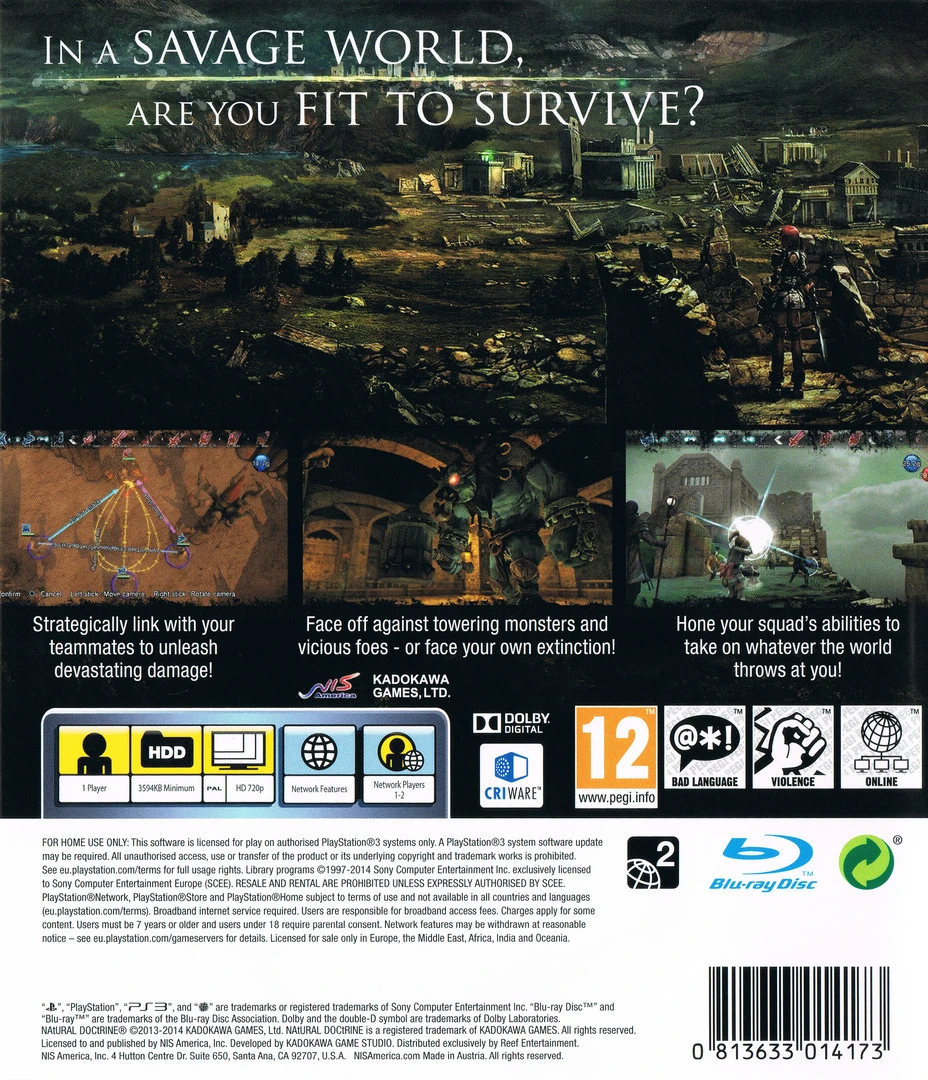 IN A SAVAGE WORLD,
ARE YOU FIT TO SURVIVE?
Cancel Left stick: Move camera Right stick: Rotate camera
Strategically link with your
teammates to unleash
devastating damage!
Face off against towering monsters and
vicious foes - or face your own extinction!
Hone your squad's abilities to
take on whatever the world
throws at you!
NIS
America
KADOKAWA
GAMES, LTD.
HDD
1 Player
3594KB Minimum
PAL
HD 720p
Network Features
Network Players
1-2
DOLBY
DIGITAL
CRIWARE™
12™
www.pegi.info
@*!™
BAD LANGUAGE
™
VIOLENCE
™
ONLINE
FOR HOME USE ONLY: This software is licensed for play on authorised PlayStation®3 systems only. A PlayStation®3 system software update
may be required. All unauthorised access, use or transfer of the product or its underlying copyright and trademark works is prohibited.
See eu.playstation.com/terms for full usage rights. Library programs ©1997-2014 Sony Computer Entertainment Inc. exclusively licensed
to Sony Computer Entertainment Europe (SCEE). RESALE AND RENTAL ARE PROHIBITED UNLESS EXPRESSLY AUTHORISED BY SCEE.
PlayStation®Network, PlayStation®Store and PlayStation®Home subject to terms of use and not available in all countries and languages
(eu.playstation.com/terms). Broadband internet service required. Users are responsible for broadband access fees. Charges apply for some
content. Users must be 7 years or older and users under 18 require parental consent. Network features may be withdrawn at reasonable
notice – see eu.playstation.com/gameservers for details. Licensed for sale only in Europe, the Middle East, Africa, India and Oceania.
2
Blu-ray Disc™
®
“ ”, “PlayStation”, “PS3”, and “ ” are trademarks or registered trademarks of Sony Computer Entertainment Inc. “Blu-ray Disc™” and
“Blu-ray™” are trademarks of the Blu-ray Disc Association. Dolby and the double-D symbol are trademarks of Dolby Laboratories.
NAtURAL DOCtRINE® ©2013-2014 KADOKAWA GAMES, Ltd. NAtURAL DOCtRINE is a registered trademark of KADOKAWA GAMES. All rights reserved.
Licensed to and published by NIS America, Inc. Developed by KADOKAWA GAME STUDIO. Distributed exclusively by Reef Entertainment.
NIS America, Inc. 4 Hutton Centre Dr. Suite 650, Santa Ana, CA 92707, U.S.A. NISAmerica.com Made in Austria. All rights reserved.
0 813633 014173